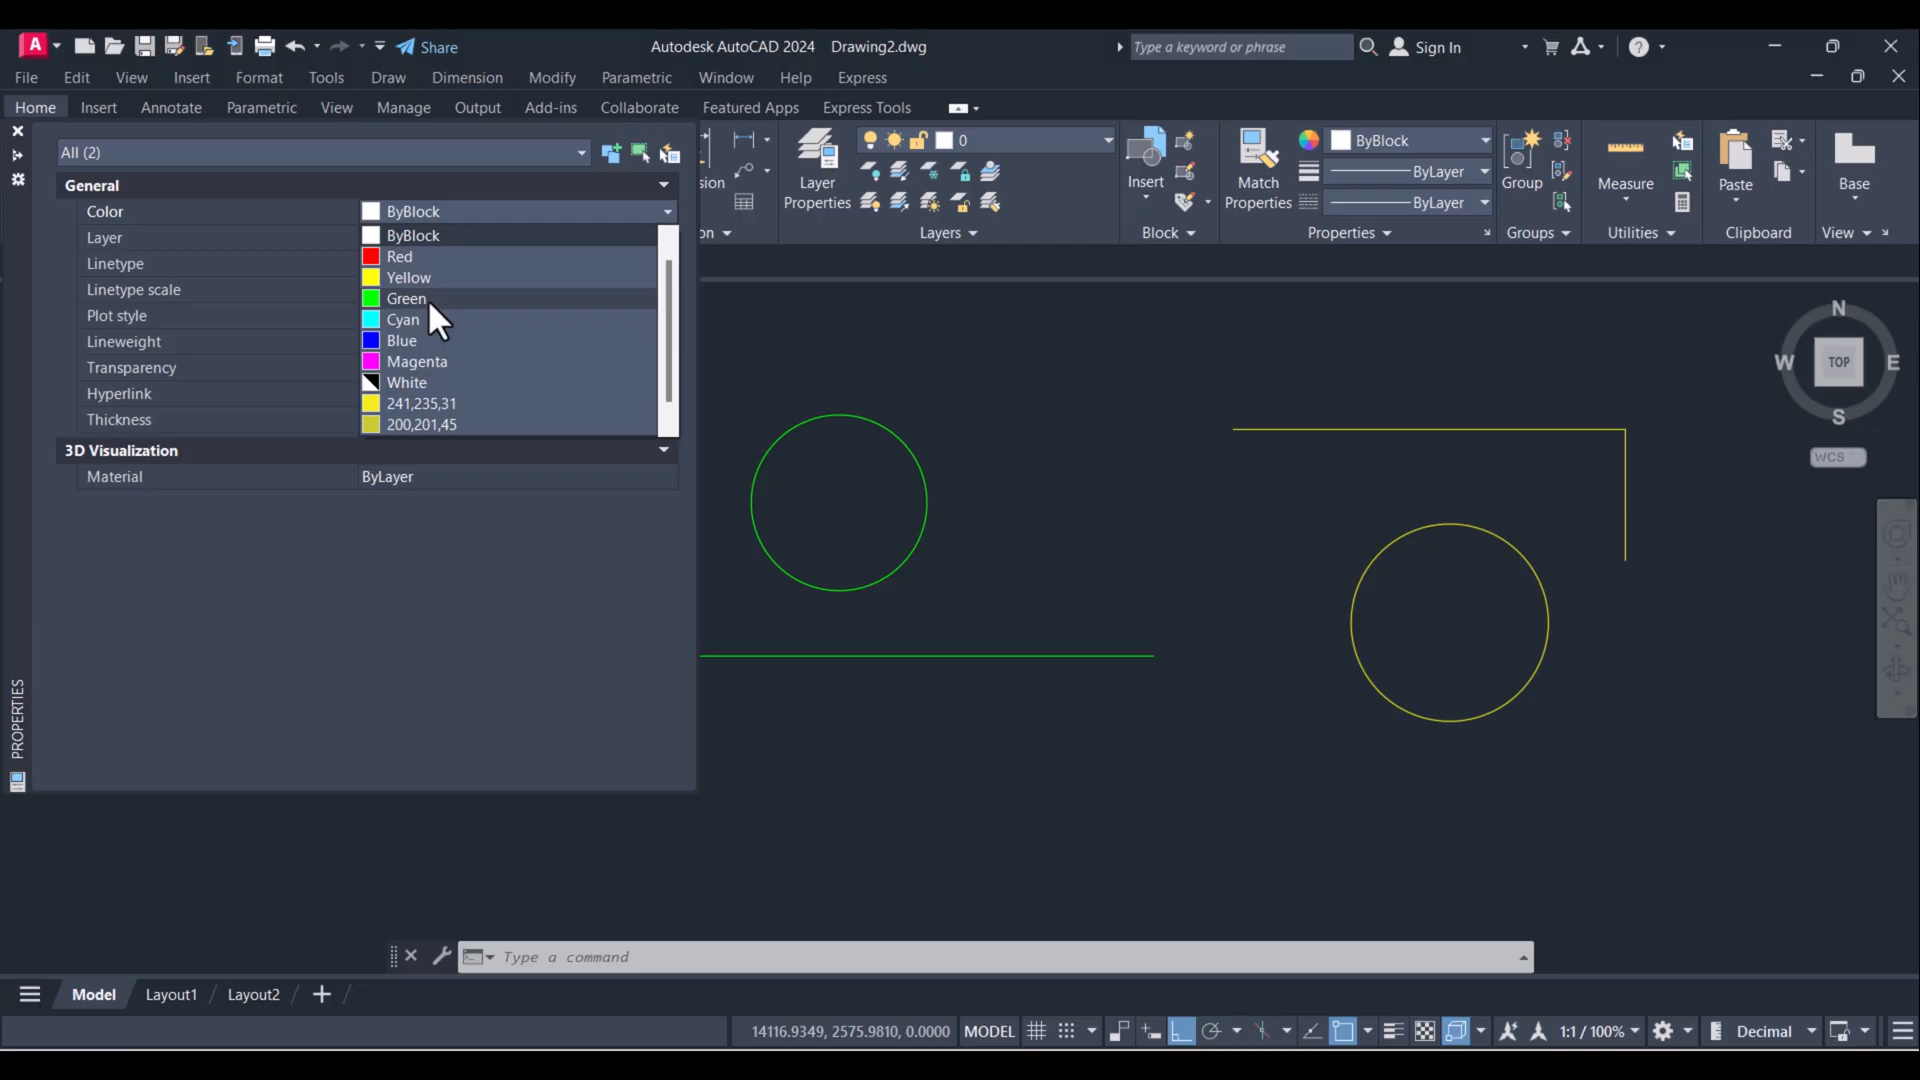 A Share Autodesk AutoCAD 2024 Drawing2.dwg Type a keyword or phrase Sign In
File Edit View Insert Format Tools Draw Dimension Modify Parametric Window Help Express
Home Insert Annotate Parametric View Manage Output Add-ins Collaborate Featured Apps Express Tools
All (2)
General
Color ByBlock
Layer ByBlock
Red
Linetype
Yellow
Linetype scale
Green
Plot style
Cyan
Lineweight
Blue
Transparency
Magenta
Hyperlink
White
241,235,31
Thickness
200,201,45
3D Visualization
Material ByLayer
PROPERTIES
sion
on
Layer
Properties
0
Layers
Insert
Block
Match
Properties
ByBlock
ByLayer
ByLayer
Properties
Group
Groups
Measure
Utilities
Paste
Clipboard
Base
View
N
W TOP E
S
WCS
Type a command
Model Layout1 Layout2
14116.9349, 2575.9810, 0.0000 MODEL 1:1 / 100% Decimal